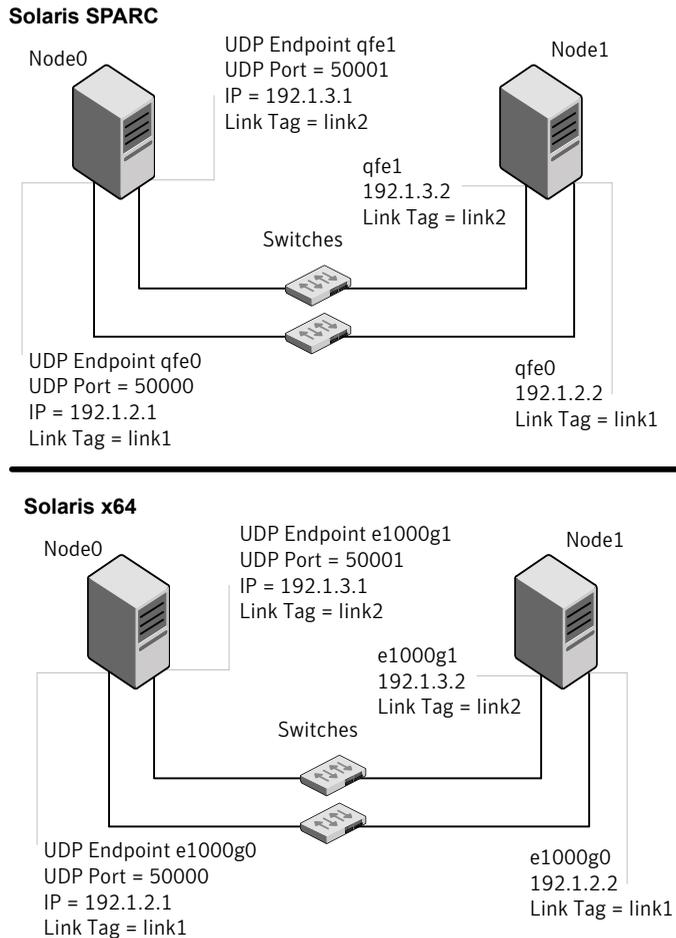 Solaris SPARC
Node0
UDP Endpoint qfe1
UDP Port = 50001
IP = 192.1.3.1
Link Tag = link2
Node1
qfe1
192.1.3.2
Link Tag = link2
Switches
UDP Endpoint qfe0
UDP Port = 50000
IP = 192.1.2.1
Link Tag = link1
qfe0
192.1.2.2
Link Tag = link1
Solaris x64
Node0
UDP Endpoint e1000g1
UDP Port = 50001
IP = 192.1.3.1
Link Tag = link2
Node1
e1000g1
192.1.3.2
Link Tag = link2
Switches
UDP Endpoint e1000g0
UDP Port = 50000
IP = 192.1.2.1
Link Tag = link1
e1000g0
192.1.2.2
Link Tag = link1